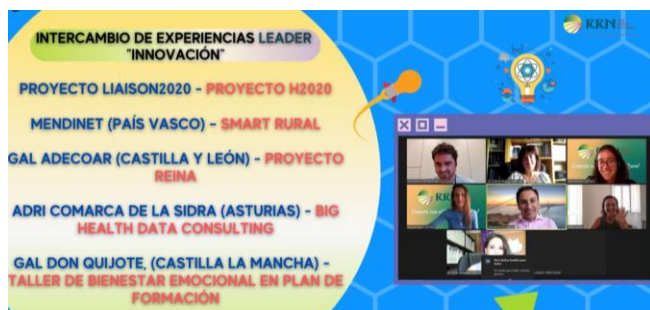 INTERCAMBIO DE EXPERIENCIAS LEADER
"INNOVACIÓN"
PROYECTO LIAISON2020 - PROYECTO H2020
MENDINET (PAÍS VASCO) - SMART RURAL
GAL ADECOAR (CASTILLA Y LEÓN) - PROYECTO
REINA
ADRI COMARCA DE LA SIDRA (ASTURIAS) - BIG
HEALTH DATA CONSULTING
GAL DON QUIJOTE, (CASTILLA LA MANCHA) -
TALLER DE BIENESTAR EMOCIONAL EN PLAN DE
FORMACIÓN
RRN
RRN